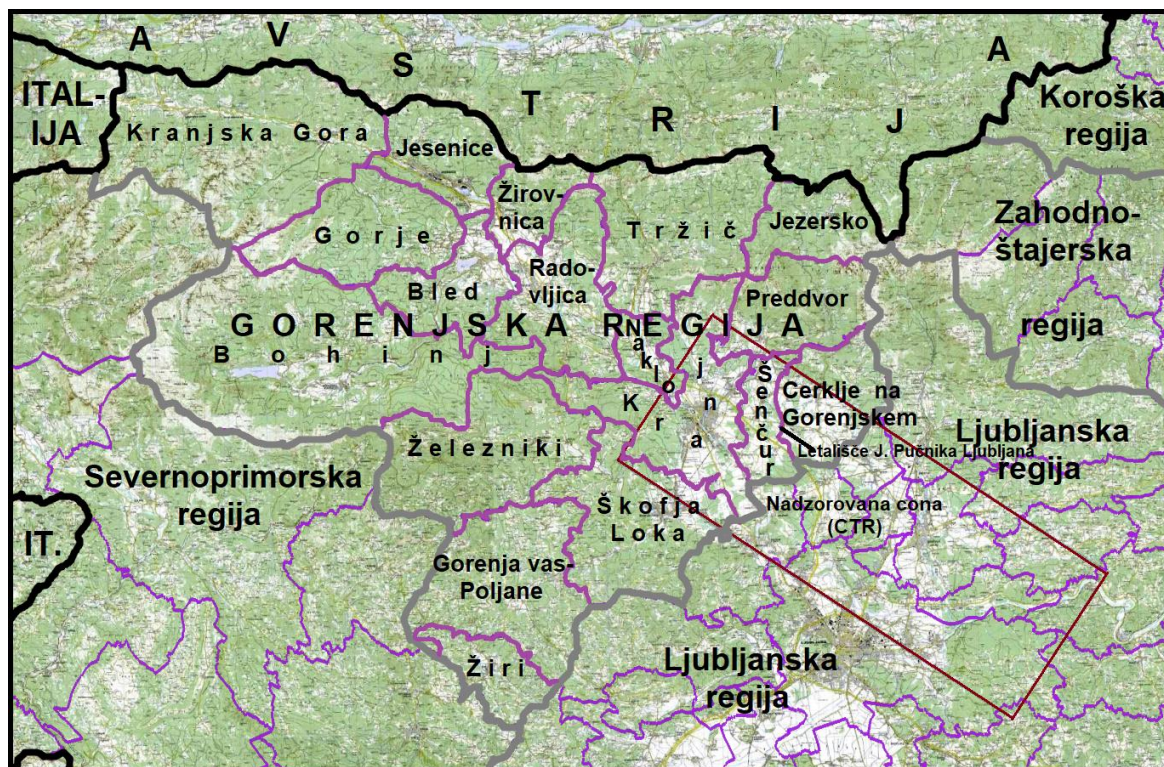 A V S T R I J A
ITAL-
IJA
Kranjska Gora
Jesenice
Koroška
regija
Žirov-
nica
Gorje
Tržič
Jezersko
Zahodno-
štajerska
regija
Rado-
vljica
Bled
Preddvor
GORENJSKA REGIJA
Bohinj
Naklo
Kranj
Šenčur
Cerklje na
Gorenjskem
Letališče J. Pučnika Ljubljana
Ljubljanska
regija
Železniki
Severnoprimorska
regija
Škofja
Loka
Nadzorovana cona
(CTR)
IT.
Gorenja vas-
Poljane
Žiri
Ljubljanska
regija